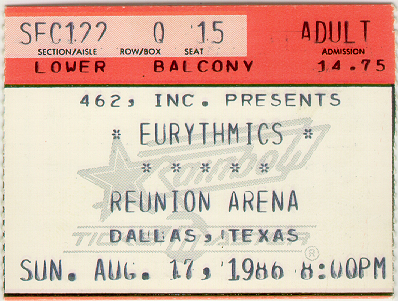 SEC122 Q 15 ADULT
SECTION/AISLE ROW/BOX SEAT ADMISSION
LOWER BALCONY 14.75
462, INC. PRESENTS
* EURYTHMICS *
* * * * *
Rainbow
REUNION ARENA
DALLAS, TEXAS
SUN. AUG. 17, 1986 8:00PM
®